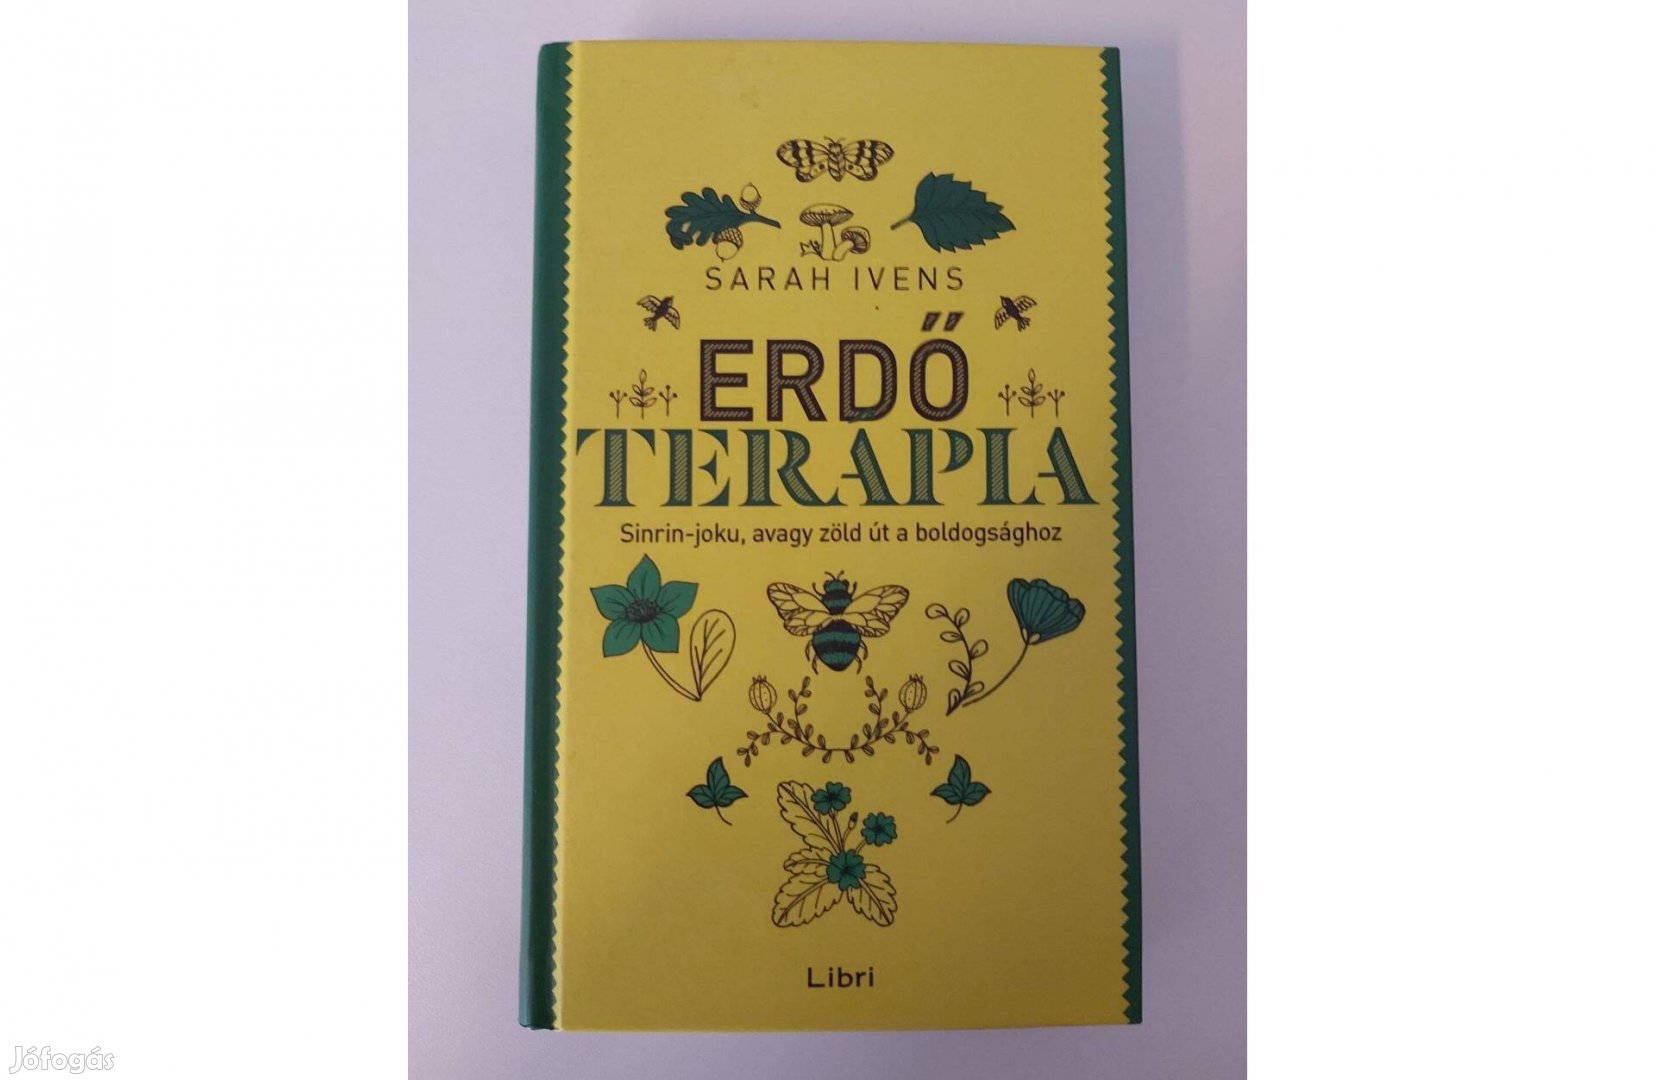 SARAH IVENS
ERDŐ
TERÁPIA
Sinrin-joku, avagy zöld út a boldogsághoz
Libri
Jófogás